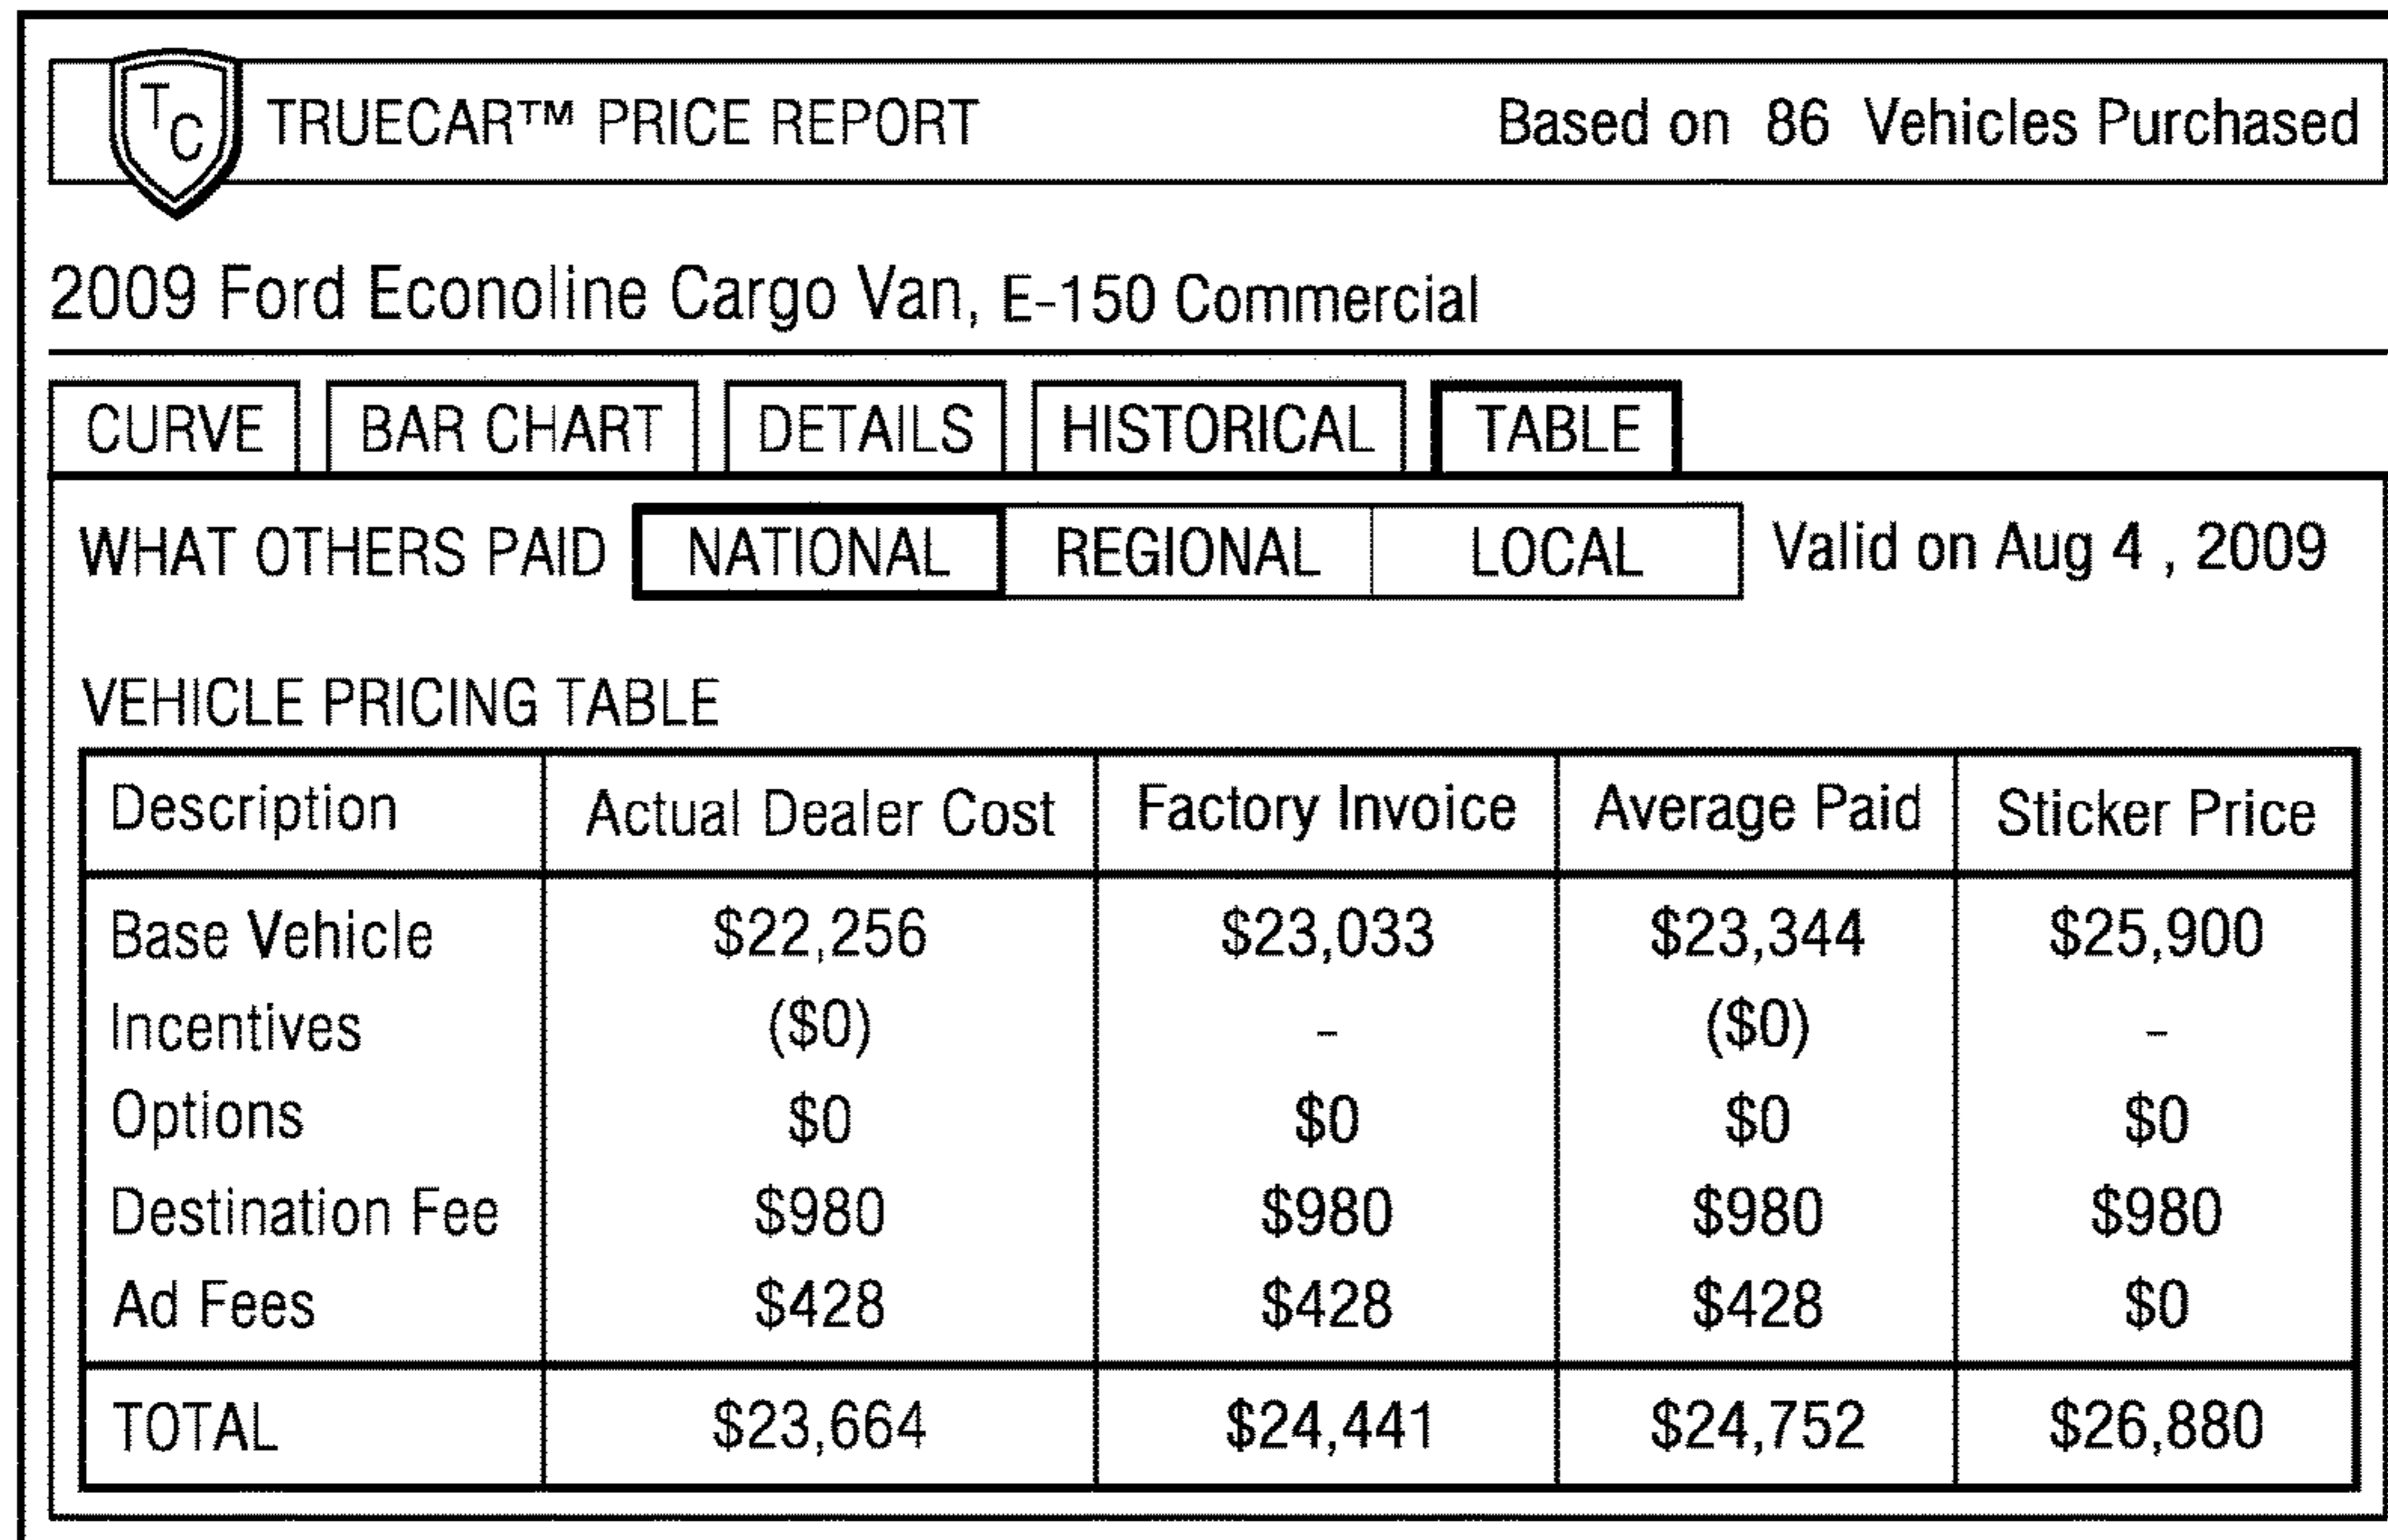 TC TRUECAR™ PRICE REPORT Based on 86 Vehicles Purchased
2009 Ford Econoline Cargo Van, E-150 Commercial
CURVE BAR CHART DETAILS HISTORICAL TABLE
WHAT OTHERS PAID NATIONAL REGIONAL LOCAL Valid on Aug 4 , 2009
VEHICLE PRICING TABLE
Description Actual Dealer Cost Factory Invoice Average Paid Sticker Price
Base Vehicle $22,256 $23,033 $23,344 $25,900
Incentives ($0) - ($0) -
Options $0 $0 $0 $0
Destination Fee $980 $980 $980 $980
Ad Fees $428 $428 $428 $0
TOTAL $23,664 $24,441 $24,752 $26,880